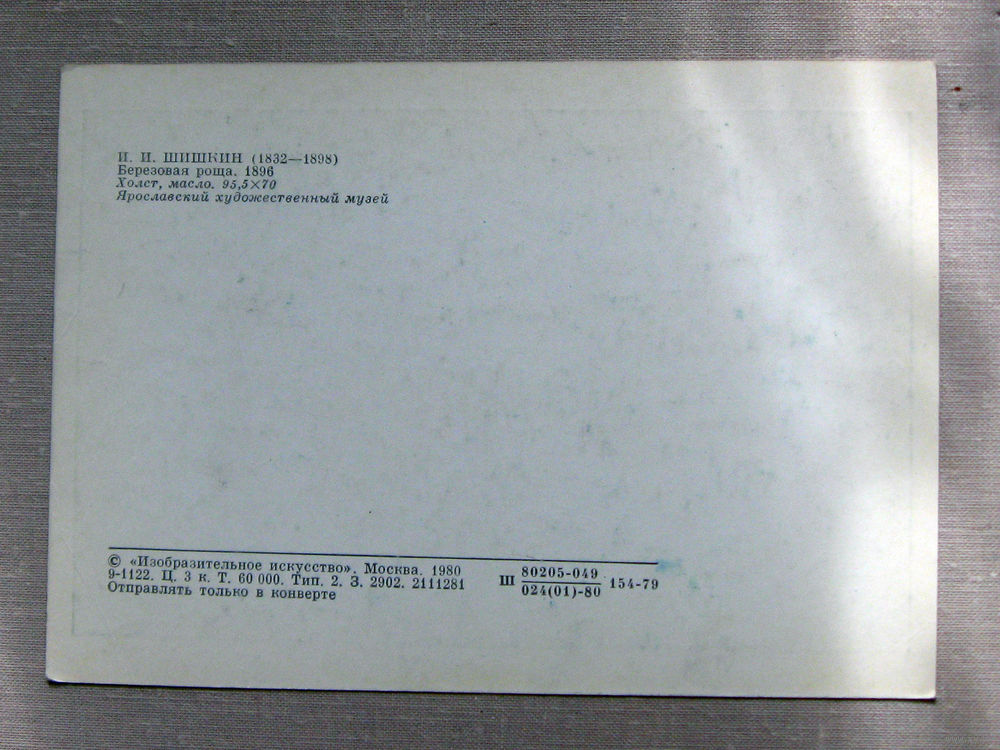 И. И. ШИШКИН (1832—1898)
Березовая роща. 1896
Холст, масло. 95,5×70
Ярославский художественный музей
© «Изобразительное искусство». Москва. 1980
9-1122. Ц. 3 к. Т. 60 000. Тип. 2. З. 2902. 2111281
Отправлять только в конверте
80205-049
Ш 154-79
024(01)-80